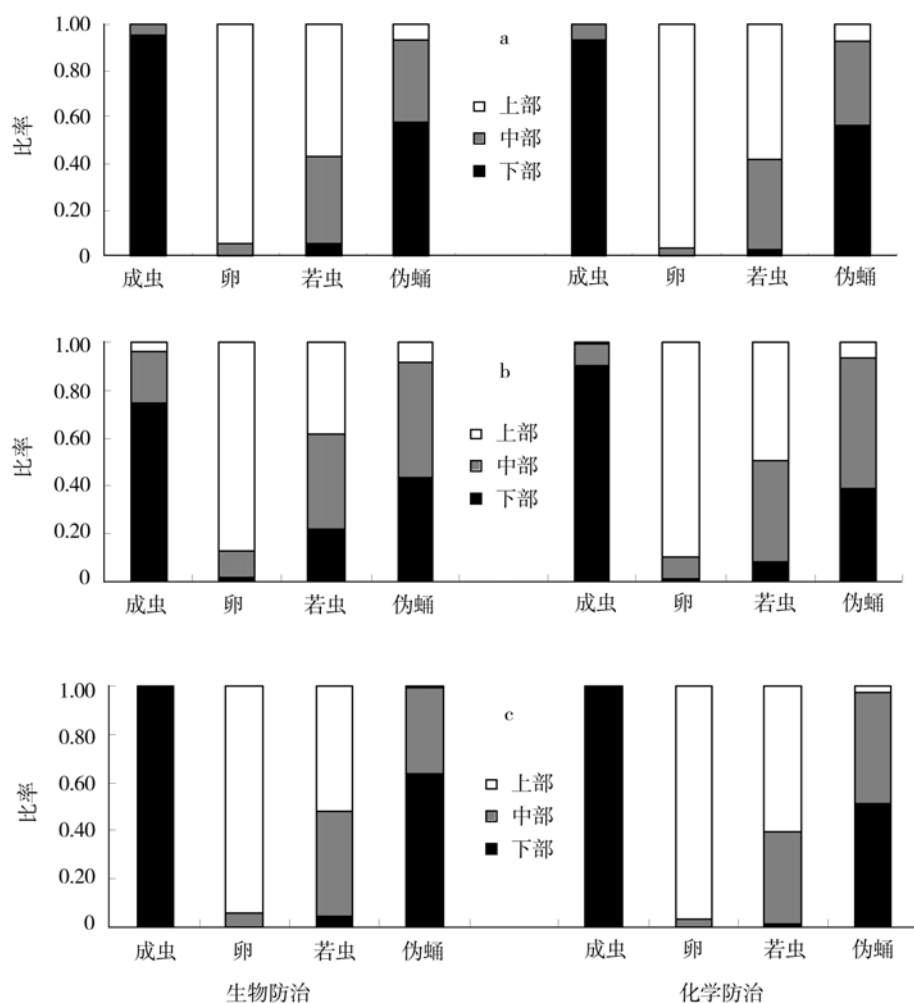 1.00
0.80
0.60
0.40
0.20
0
比率
a
上部
中部
下部
成虫 卵 若虫 伪蛹 成虫 卵 若虫 伪蛹
1.00
0.80
0.60
0.40
0.20
0
比率
b
上部
中部
下部
成虫 卵 若虫 伪蛹 成虫 卵 若虫 伪蛹
1.00
0.80
0.60
0.40
0.20
0
比率
c
上部
中部
下部
成虫 卵 若虫 伪蛹 成虫 卵 若虫 伪蛹
生物防治 化学防治